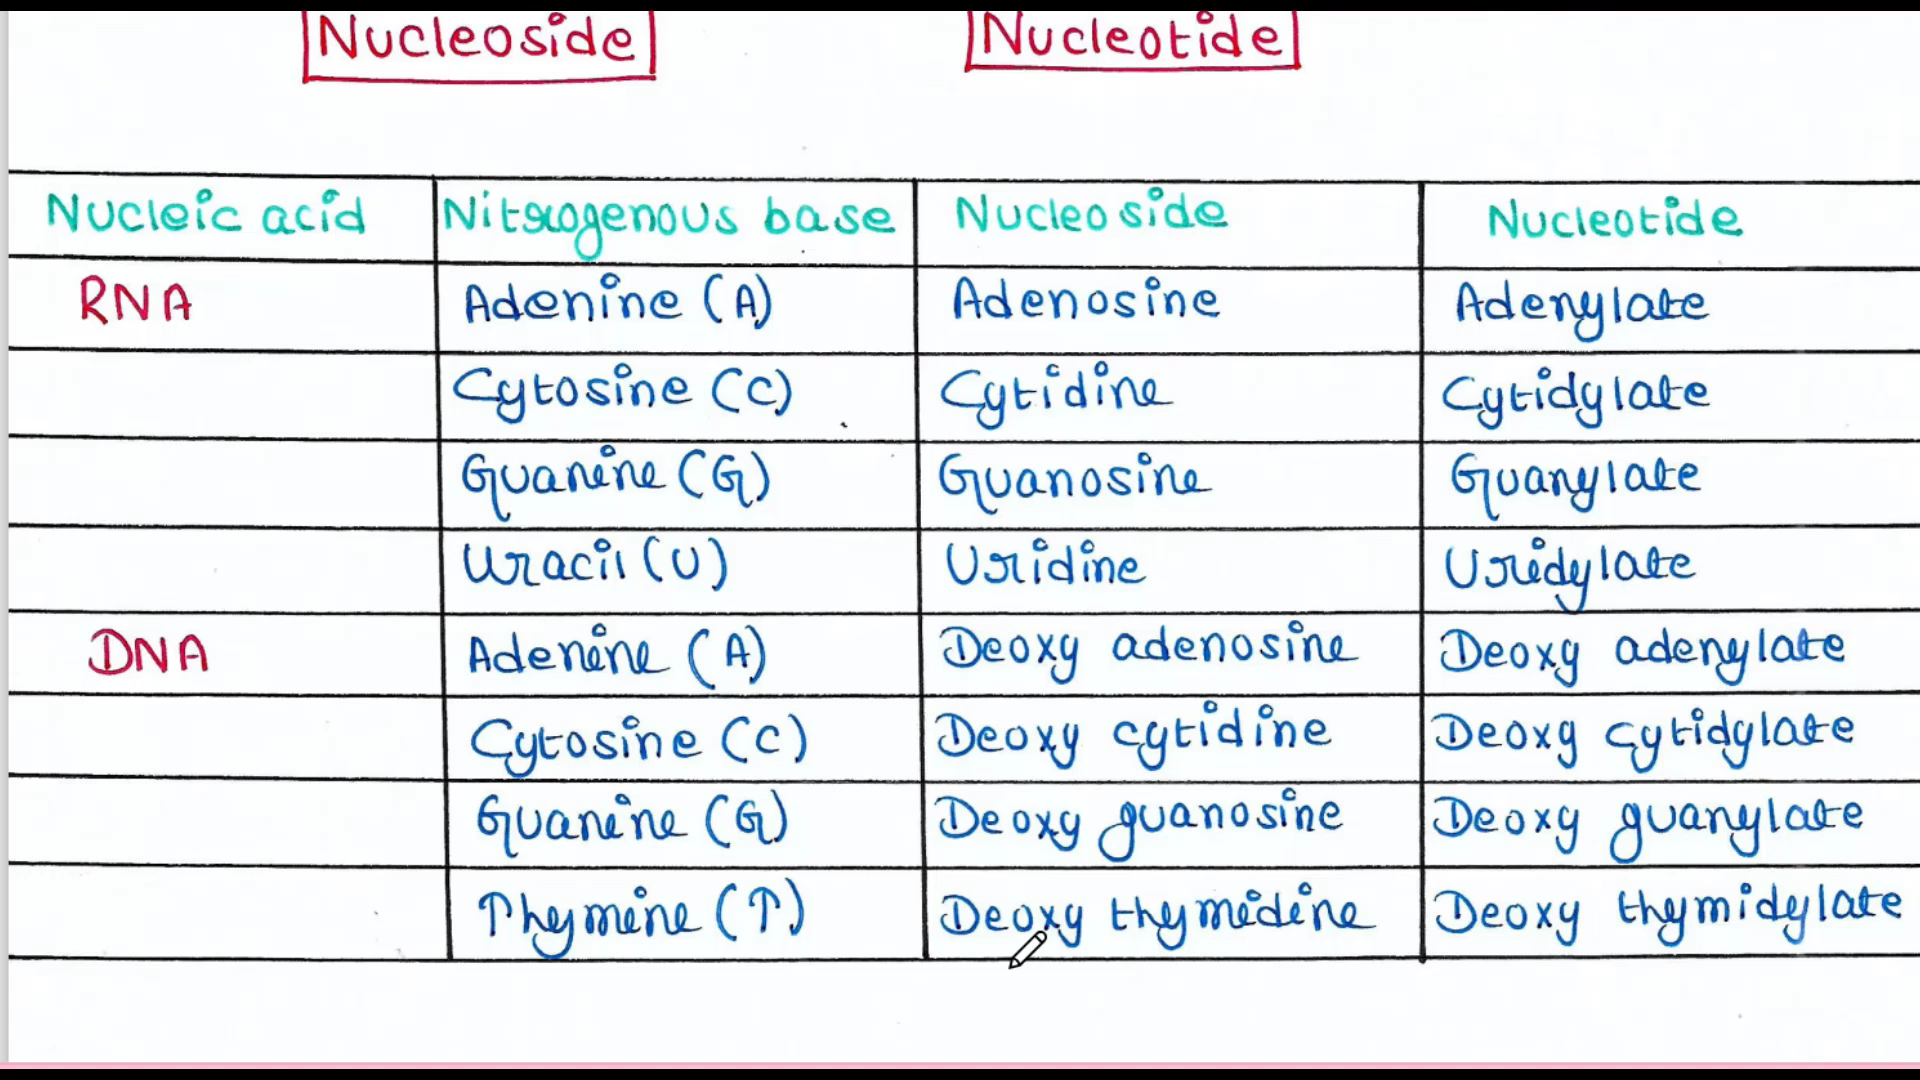 Nucleoside Nucleotide
Nucleic acid Nitrogenous base Nucleoside Nucleotide
RNA Adenine (A) Adenosine Adenylate
Cytosine (C) Cytidine Cytidylate
Guanine (G) Guanosine Guanylate
Uracil (U) Uridine Uridylate
DNA Adenine (A) Deoxy adenosine Deoxy adenylate
Cytosine (C) Deoxy cytidine Deoxy cytidylate
Guanine (G) Deoxy guanosine Deoxy guanylate
Thymine (T) Deoxy thymidine Deoxy thymidylate